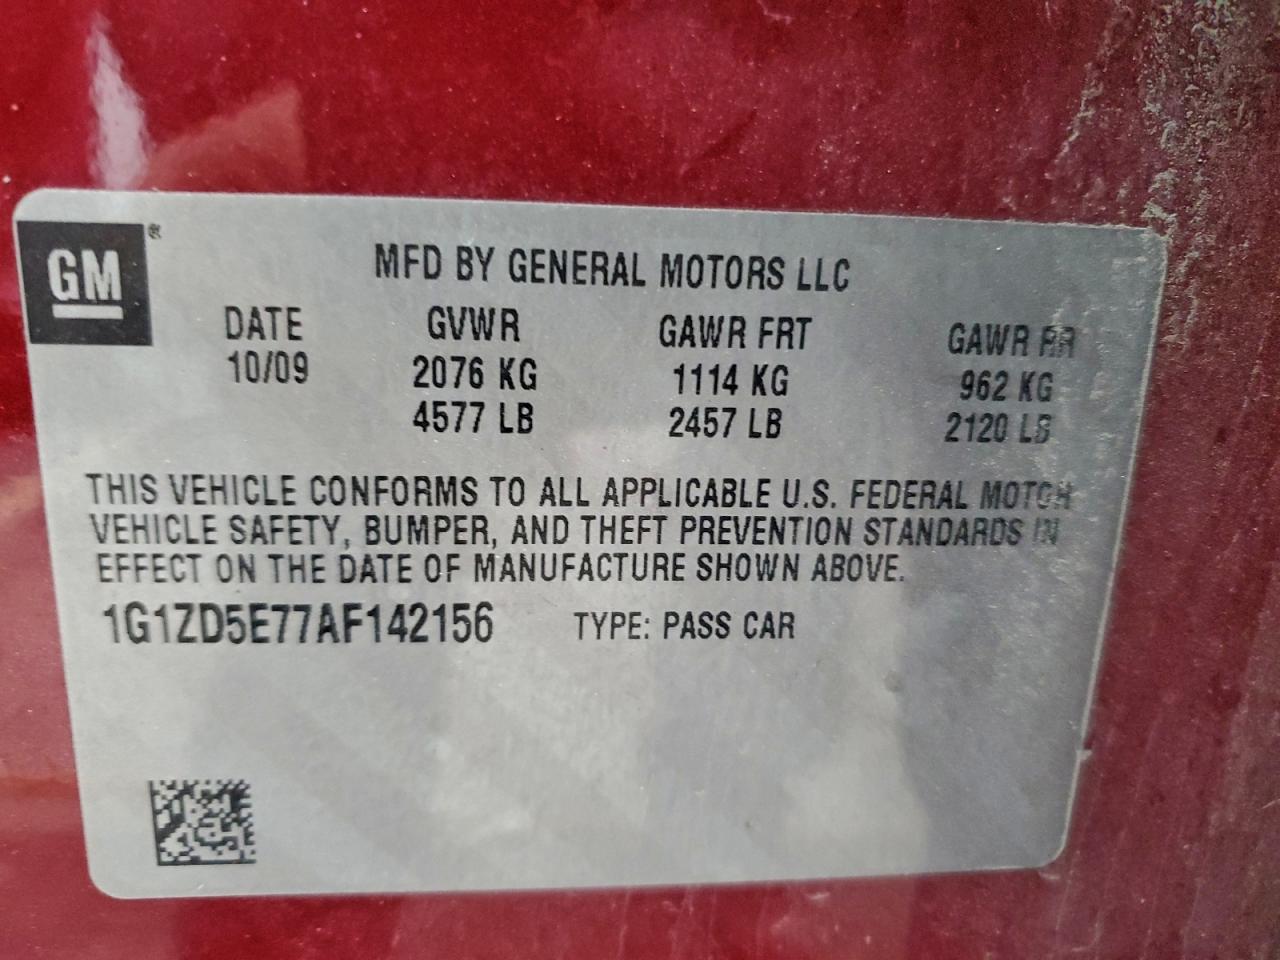 GM®
MFD BY GENERAL MOTORS LLC
DATE GVWR GAWR FRT GAWR RR
10/09 2076 KG 1114 KG 962 KG
4577 LB 2457 LB 2120 LB
THIS VEHICLE CONFORMS TO ALL APPLICABLE U.S. FEDERAL MOTOR
VEHICLE SAFETY, BUMPER, AND THEFT PREVENTION STANDARDS IN
EFFECT ON THE DATE OF MANUFACTURE SHOWN ABOVE.
1G1ZD5E77AF142156 TYPE: PASS CAR